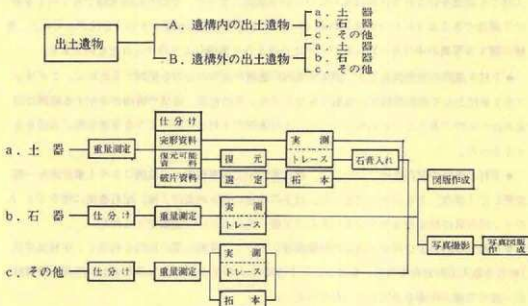 出土遺物
A．遺構内の出土遺物
a．土　器
b．石　器
c．その他
B．遺構外の出土遺物
a．土　器
b．石　器
c．その他
a．土　器
重量測定
仕分け
完形資料
復元可能資料
破片資料
復　元
選　定
実　測
トレース
拓　本
石膏入れ
図版作成
b．石　器
仕分け
重量測定
実　測
トレース
写真撮影
写真図版作成
c．その他
仕分け
重量測定
実　測
トレース
拓　本